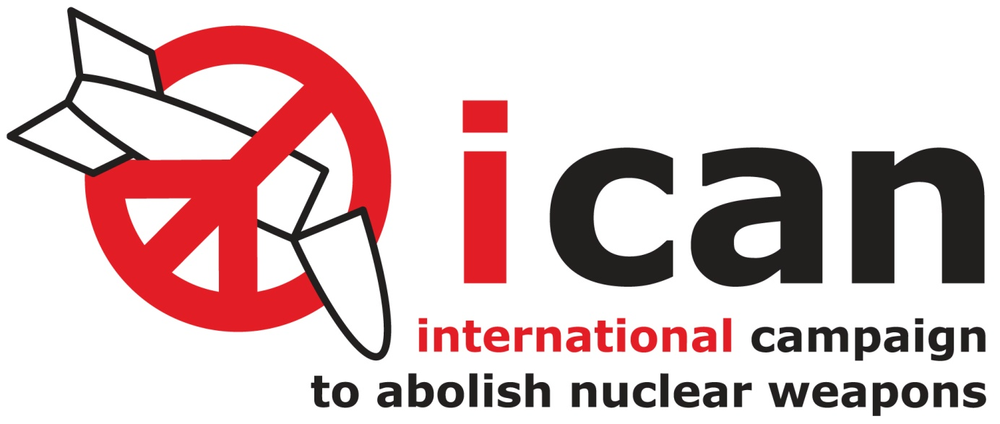 ican
international campaign
to abolish nuclear weapons